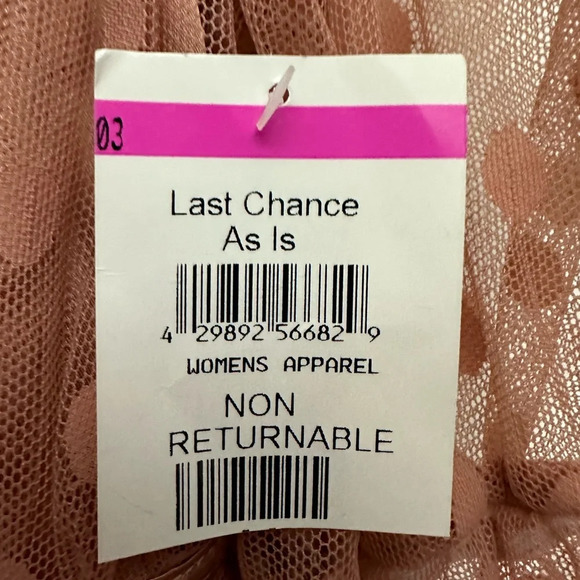 03
Last Chance
As Is
4 29892 56682 9
WOMENS APPAREL
NON
RETURNABLE